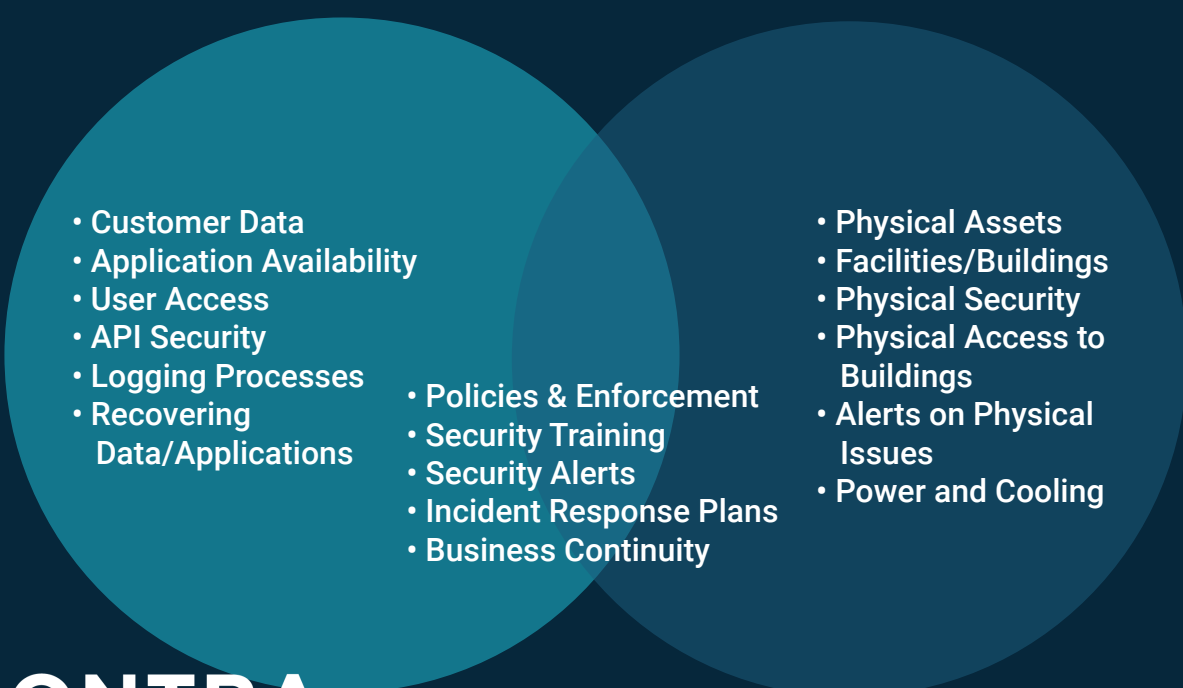 • Customer Data
• Application Availability
• User Access
• API Security
• Logging Processes
• Recovering
Data/Applications
• Policies & Enforcement
• Security Training
• Security Alerts
• Incident Response Plans
• Business Continuity
• Physical Assets
• Facilities/Buildings
• Physical Security
• Physical Access to
Buildings
• Alerts on Physical
Issues
• Power and Cooling